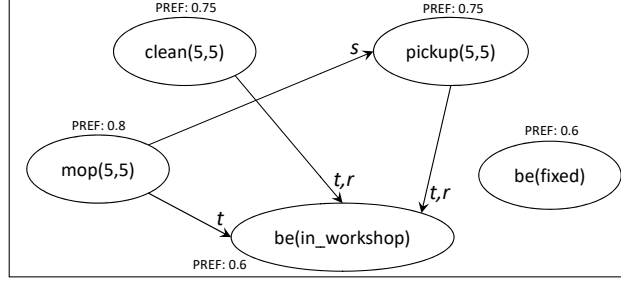 PREF: 0.75
PREF: 0.75
clean(5,5)
s
pickup(5,5)
PREF: 0.8
PREF: 0.6
mop(5,5)
be(fixed)
t,r
t,r
t
be(in_workshop)
PREF: 0.6